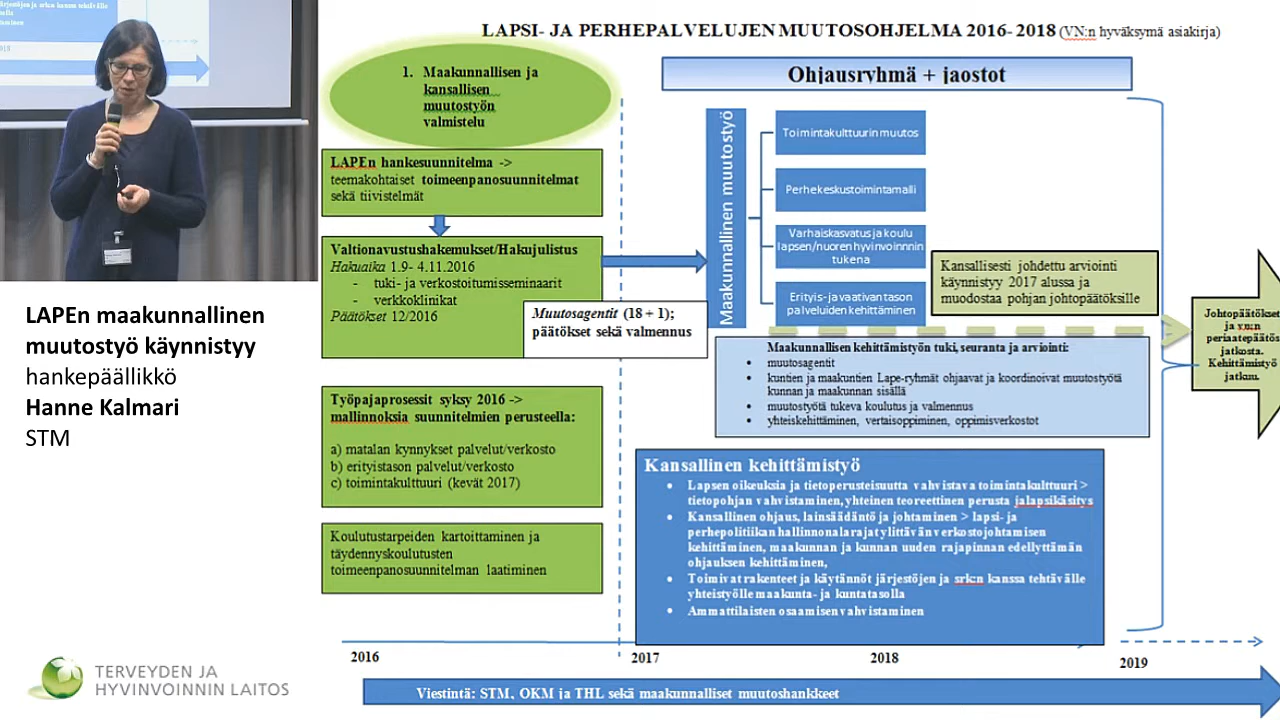 LAPSI- JA PERHEPALVELUJEN MUUTOSOHJELMA 2016- 2018 (VN:n hyväksymä asiakirja)
1. Maakunnallisen ja
kansallisen
muutostyön
valmistelu
LAPEn hankesuunnitelma ->
teemakohtaiset toimeenpanosuunnitelmat
sekä tiivistelmät
Valtionavustushakemukset/Hakujulistus
Hakuaika 1.9- 4.11.2016
- tuki- ja verkostoitumisseminaarit
- verkkoklinikat
Päätökset 12/2016
Muutosagentit (18 + 1);
päätökset sekä valmennus
Työpajaprosessit syksy 2016 ->
mallinnoksia suunnitelmien perusteella:
a) matalan kynnykset palvelut/verkosto
b) erityistason palvelut/verkosto
c) toimintakulttuuri (kevät 2017)
Koulutustarpeiden kartoittaminen ja
täydennyskoulutusten
toimeenpanosuunnitelman laatiminen
Ohjausryhmä + jaostot
Maakunnallinen muutostyö
Toimintakulttuurin muutos
Perhekeskustoimintamalli
Varhaiskasvatus ja koulu
lapsen/nuoren hyvinvoinnnin
tukena
Erityis- ja vaativan tason
palveluiden kehittäminen
Kansallisesti johdettu arviointi
käynnistyy 2017 alussa ja
muodostaa pohjan johtopäätöksille
Johtopäätökset
ja vn:n
periaatepäätös
jatkosta.
Kehittämistyö
jatkuu.
Maakunnallisen kehittämistyön tuki, seuranta ja arviointi:
• muutosagentit
• kuntien ja maakuntien Lape-ryhmät ohjaavat ja koordinoivat muutostyötä
kunnan ja maakunnan sisällä
• muutostyötä tukeva koulutus ja valmennus
• yhteiskehittäminen, vertaisoppiminen, oppimisverkostot
Kansallinen kehittämistyö
• Lapsen oikeuksia ja tietoperusteisuutta vahvistava toimintakulttuuri >
tietopohjan vahvistaminen, yhteinen teoreettinen perusta jalapsikäsitys
• Kansallinen ohjaus, lainsäädäntö ja johtaminen > lapsi- ja
perhepolitiikan hallinnonalarajat ylittävän verkostojohtamisen
kehittäminen, maakunnan ja kunnan uuden rajapinnan edellyttämän
ohjauksen kehittäminen,
• Toimivat rakenteet ja käytännöt järjestöjen ja srk:n kanssa tehtävälle
yhteistyölle maakunta- ja kuntatasolla
• Ammattilaisten osaamisen vahvistaminen
2016
2017
2018
2019
Viestintä: STM, OKM ja THL sekä maakunnalliset muutoshankkeet
LAPEn maakunnallinen
muutostyö käynnistyy
hankepäällikkö
Hanne Kalmari
STM
TERVEYDEN JA
HYVINVOINNIN LAITOS